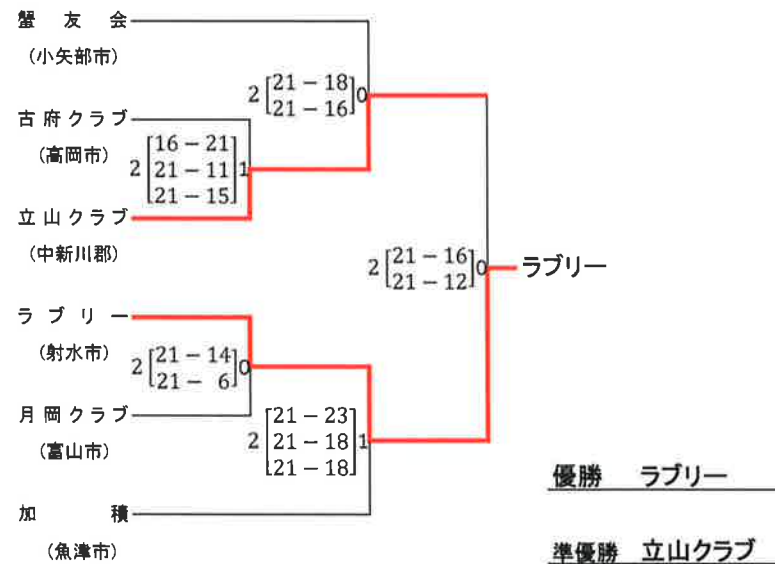 蟹友会
(小矢部市)
2 [21 - 18
21 - 16] 0
古府クラブ
(高岡市)
2 [16 - 21
21 - 11
21 - 15] 1
立山クラブ
(中新川郡)
2 [21 - 16
21 - 12] 0
ラブリー
ラブリー
(射水市)
2 [21 - 14
21 - 6] 0
月岡クラブ
(富山市)
2 [21 - 23
21 - 18
21 - 18] 1
加積
(魚津市)
優勝 ラブリー
準優勝 立山クラブ